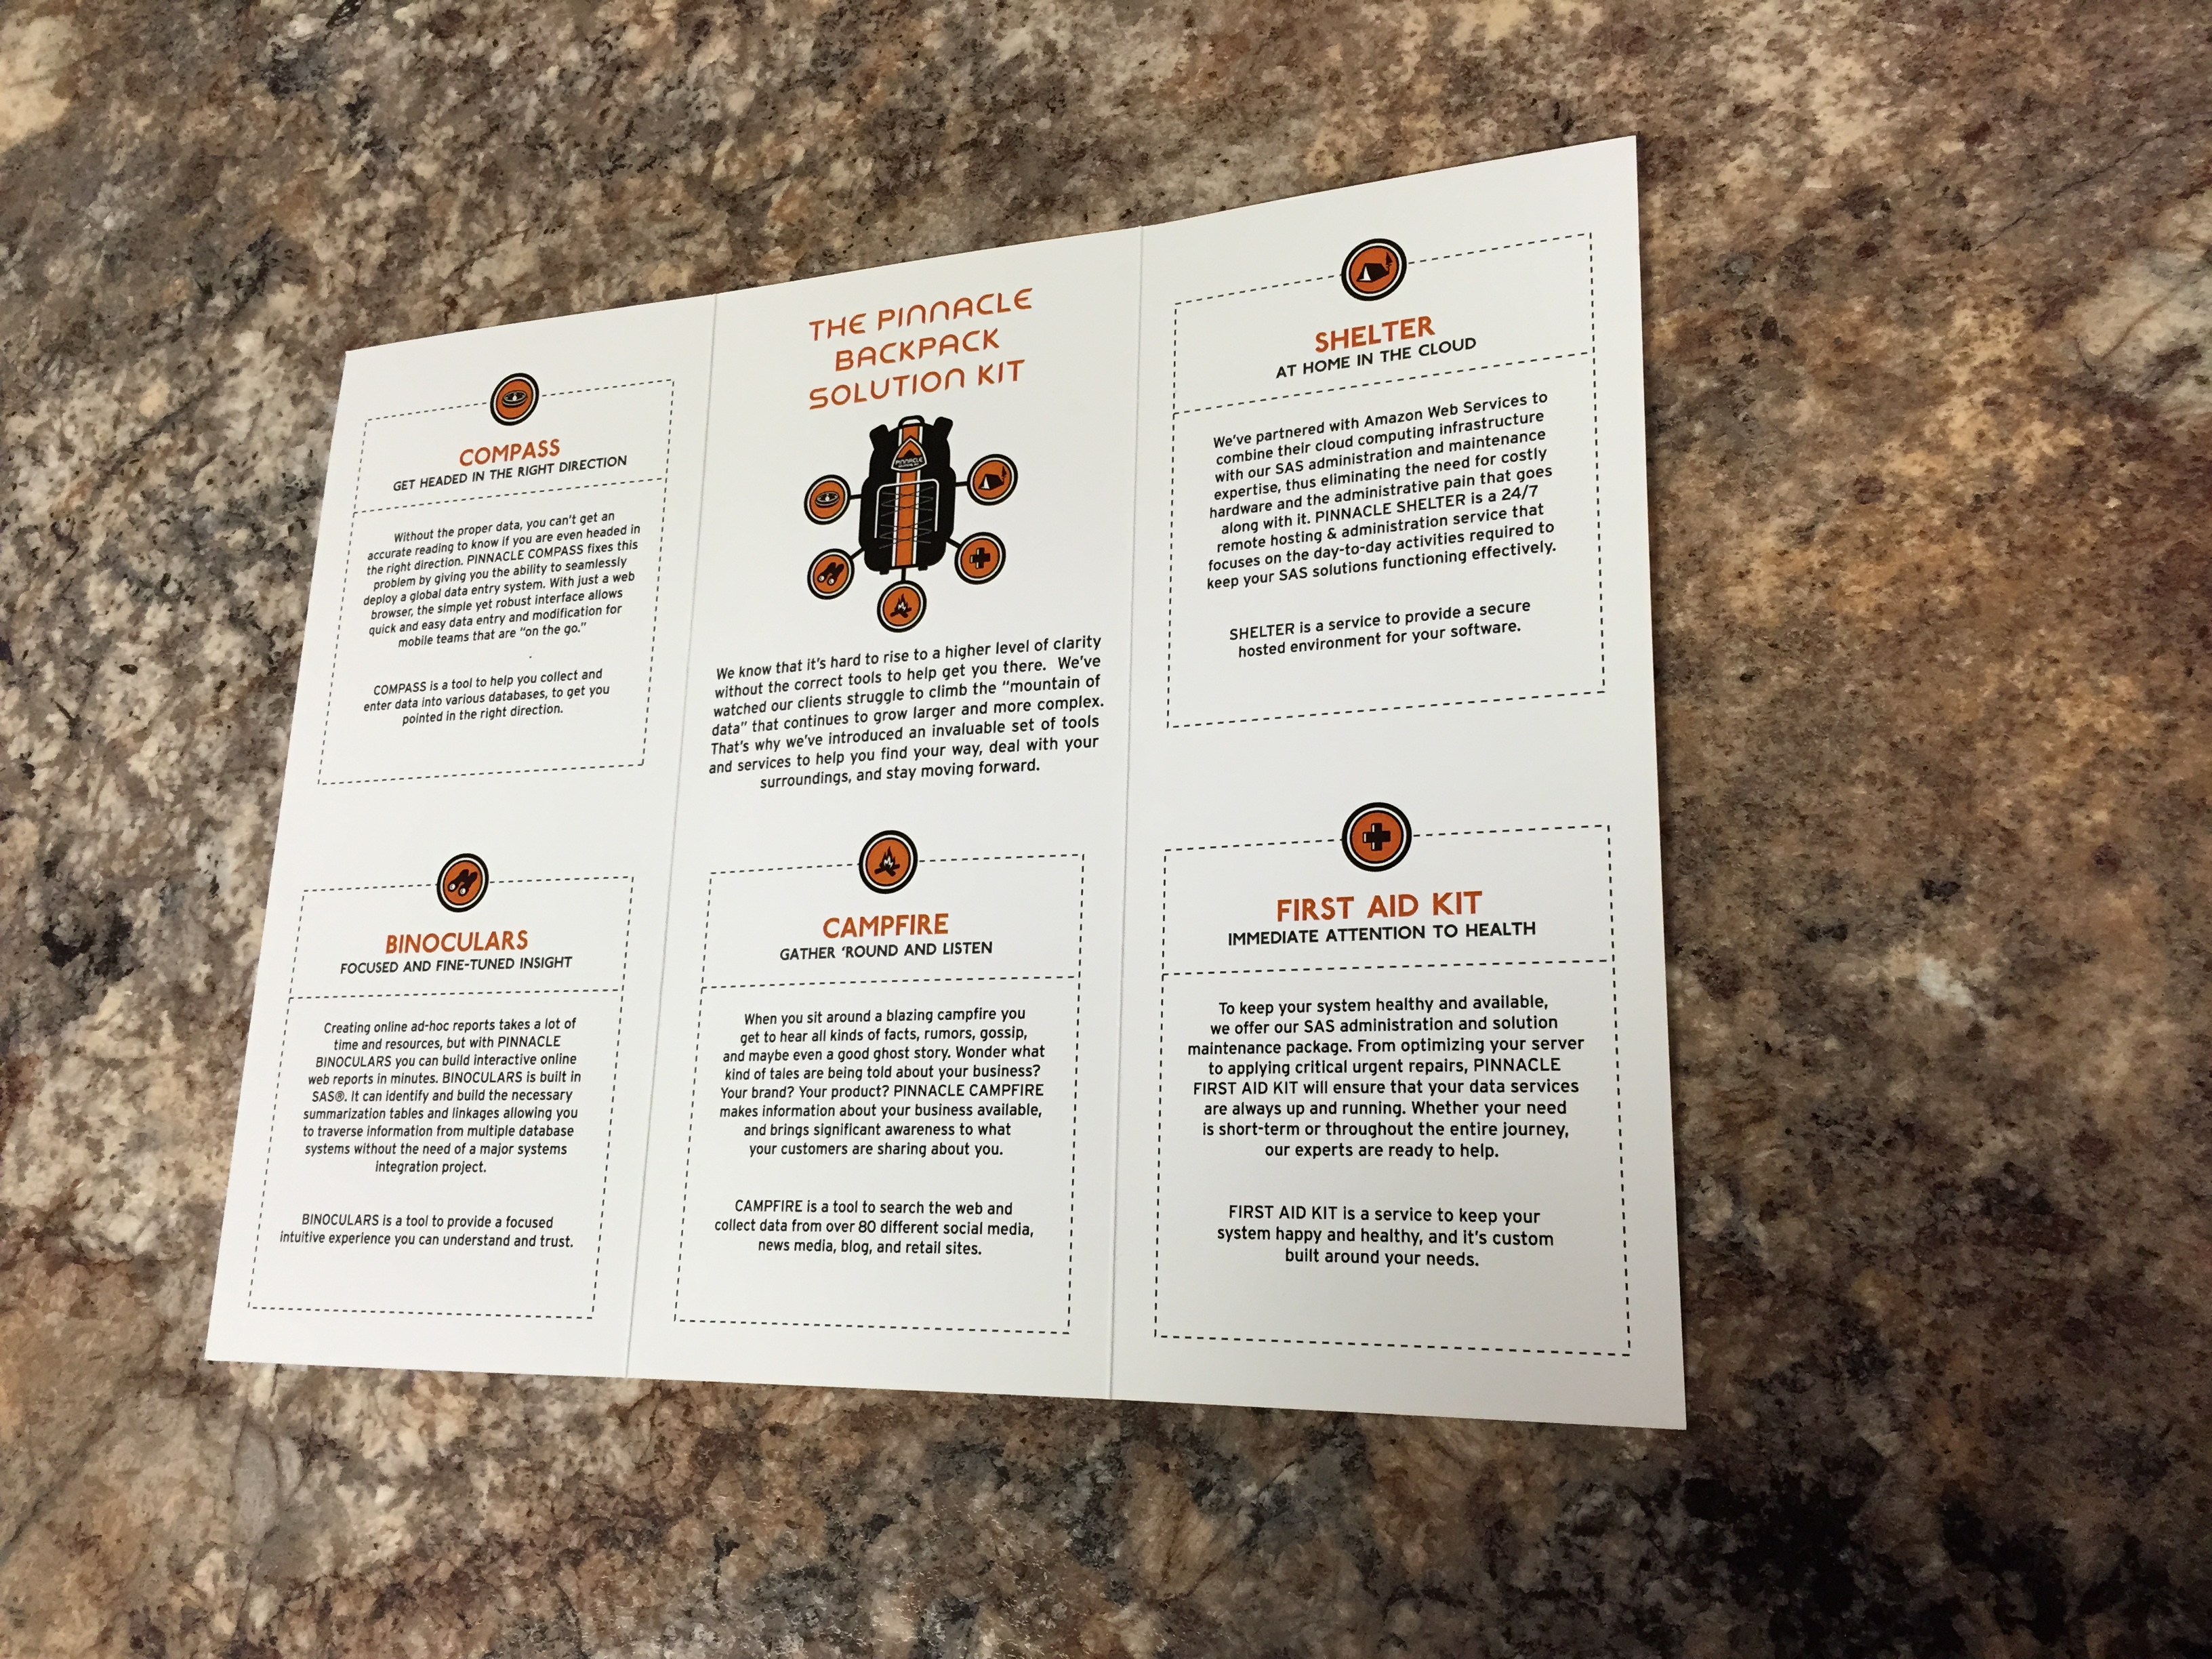 COMPASS
GET HEADED IN THE RIGHT DIRECTION
Without the proper data, you can't get an
accurate reading to know if you are even headed in
the right direction. PINNACLE COMPASS fixes this
problem by giving you the ability to seamlessly
deploy a global data entry system. With just a web
browser, the simple yet robust interface allows
quick and easy data entry and modification for
mobile teams that are "on the go."
COMPASS is a tool to help you collect and
enter data into various databases, to get you
pointed in the right direction.
BINOCULARS
FOCUSED AND FINE-TUNED INSIGHT
Creating online ad-hoc reports takes a lot of
time and resources, but with PINNACLE
BINOCULARS you can build interactive online
web reports in minutes. BINOCULARS is built in
SAS®. It can identify and build the necessary
summarization tables and linkages allowing you
to traverse information from multiple database
systems without the need of a major systems
integration project.
BINOCULARS is a tool to provide a focused
intuitive experience you can understand and trust.
THE PINNACLE
BACKPACK
SOLUTION KIT
PINNACLE
We know that it's hard to rise to a higher level of clarity
without the correct tools to help get you there. We've
watched our clients struggle to climb the "mountain of
data" that continues to grow larger and more complex.
That's why we've introduced an invaluable set of tools
and services to help you find your way, deal with your
surroundings, and stay moving forward.
CAMPFIRE
GATHER 'ROUND AND LISTEN
When you sit around a blazing campfire you
get to hear all kinds of facts, rumors, gossip,
and maybe even a good ghost story. Wonder what
kind of tales are being told about your business?
Your brand? Your product? PINNACLE CAMPFIRE
makes information about your business available,
and brings significant awareness to what
your customers are sharing about you.
CAMPFIRE is a tool to search the web and
collect data from over 80 different social media,
news media, blog, and retail sites.
SHELTER
AT HOME IN THE CLOUD
We've partnered with Amazon Web Services to
combine their cloud computing infrastructure
with our SAS administration and maintenance
expertise, thus eliminating the need for costly
hardware and the administrative pain that goes
along with it. PINNACLE SHELTER is a 24/7
remote hosting & administration service that
focuses on the day-to-day activities required to
keep your SAS solutions functioning effectively.
SHELTER is a service to provide a secure
hosted environment for your software.
FIRST AID KIT
IMMEDIATE ATTENTION TO HEALTH
To keep your system healthy and available,
we offer our SAS administration and solution
maintenance package. From optimizing your server
to applying critical urgent repairs, PINNACLE
FIRST AID KIT will ensure that your data services
are always up and running. Whether your need
is short-term or throughout the entire journey,
our experts are ready to help.
FIRST AID KIT is a service to keep your
system happy and healthy, and it's custom
built around your needs.